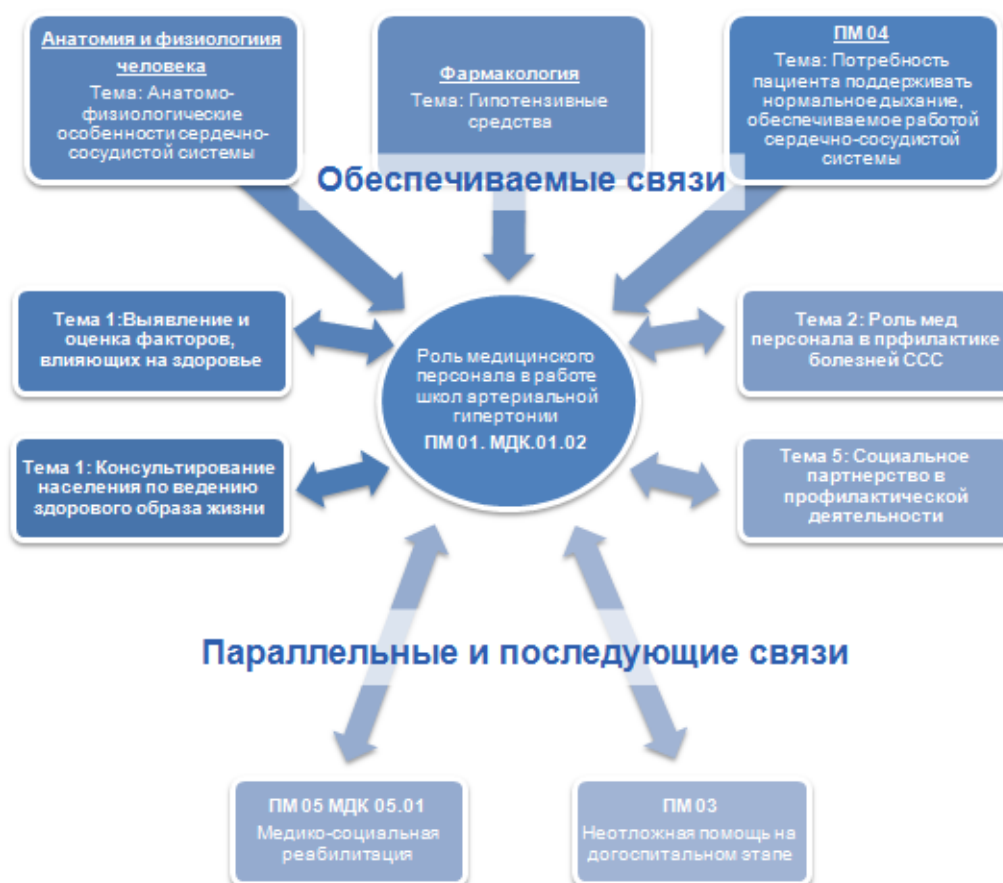 Анатомия и физиологиия
человека
Тема: Анатомо-
физиологические
особенности сердечно-
сосудистой системы
Фармакология
Тема: Гипотензивные
средства
ПМ 04
Тема: Потребность
пациента поддерживать
нормальное дыхание,
обеспечиваемое работой
сердечно-сосудистой
системы
Обеспечиваемые связи
Тема 1:Выявление и
оценка факторов,
влияющих на здоровье
Роль медицинского
персонала в работе
школ артериальной
гипертонии
ПМ 01. МДК.01.02
Тема 2: Роль мед
персонала в прфилактике
болезней ССС
Тема 1: Консультирование
населения по ведению
здорового образа жизни
Тема 5: Социальное
партнерство в
профилактической
деятельности
Параллельные и последующие связи
ПМ 05 МДК 05.01
Медико-социальная
реабилитация
ПМ 03
Неотложная помощь на
догоспитальном этапе